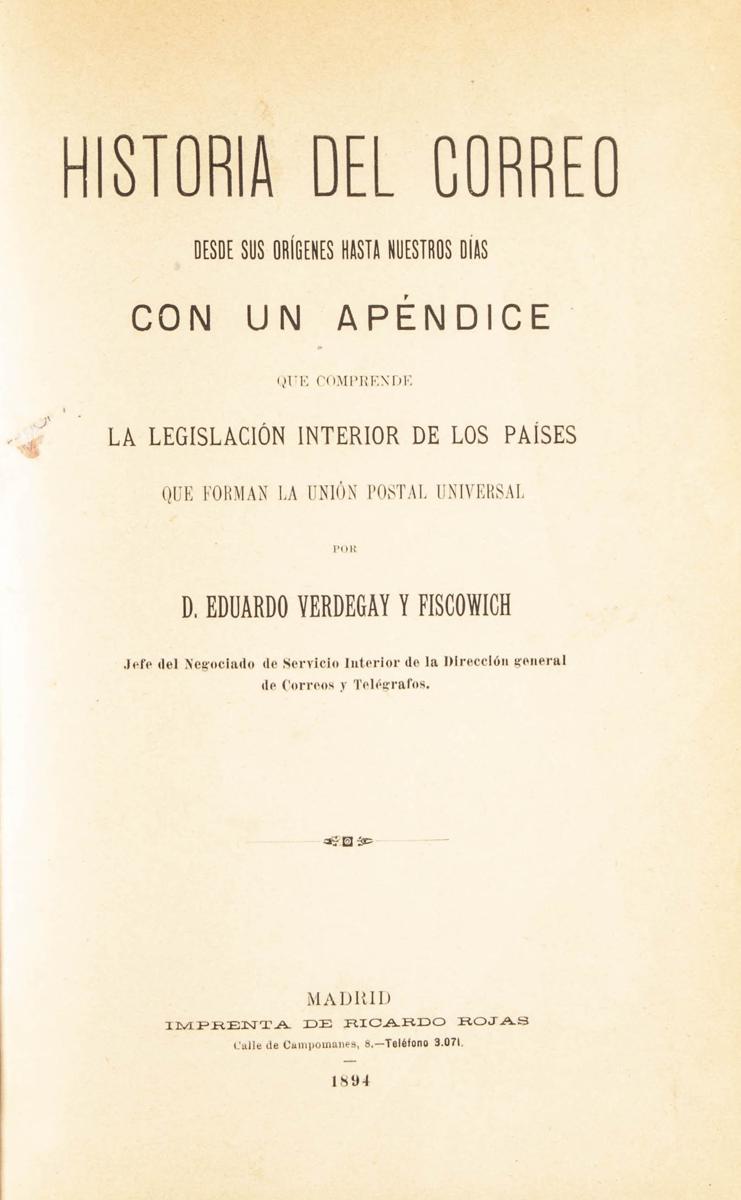 HISTORIA DEL CORREO
DESDE SUS ORÍGENES HASTA NUESTROS DÍAS
CON UN APÉNDICE
QUE COMPRENDE
LA LEGISLACIÓN INTERIOR DE LOS PAÍSES
QUE FORMAN LA UNIÓN POSTAL UNIVERSAL
POR
D. EDUARDO VERDEGAY Y FISCOWICH
Jefe del Negociado de Servicio Interior de la Dirección general
de Correos y Telégrafos.
MADRID
IMPRENTA DE RICARDO ROJAS
Calle de Campomanes, 8.—Teléfono 3.071.
1894